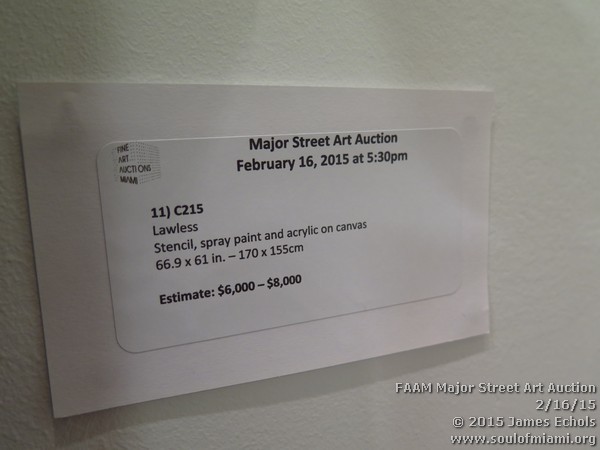 FINE
ART
AUCTIONS
MIAMI
Major Street Art Auction
February 16, 2015 at 5:30pm
11) C215
Lawless
Stencil, spray paint and acrylic on canvas
66.9 x 61 in. – 170 x 155cm
Estimate: $6,000 – $8,000
FAAM Major Street Art Auction
2/16/15
© 2015 James Echols
www.soulofmiami.org